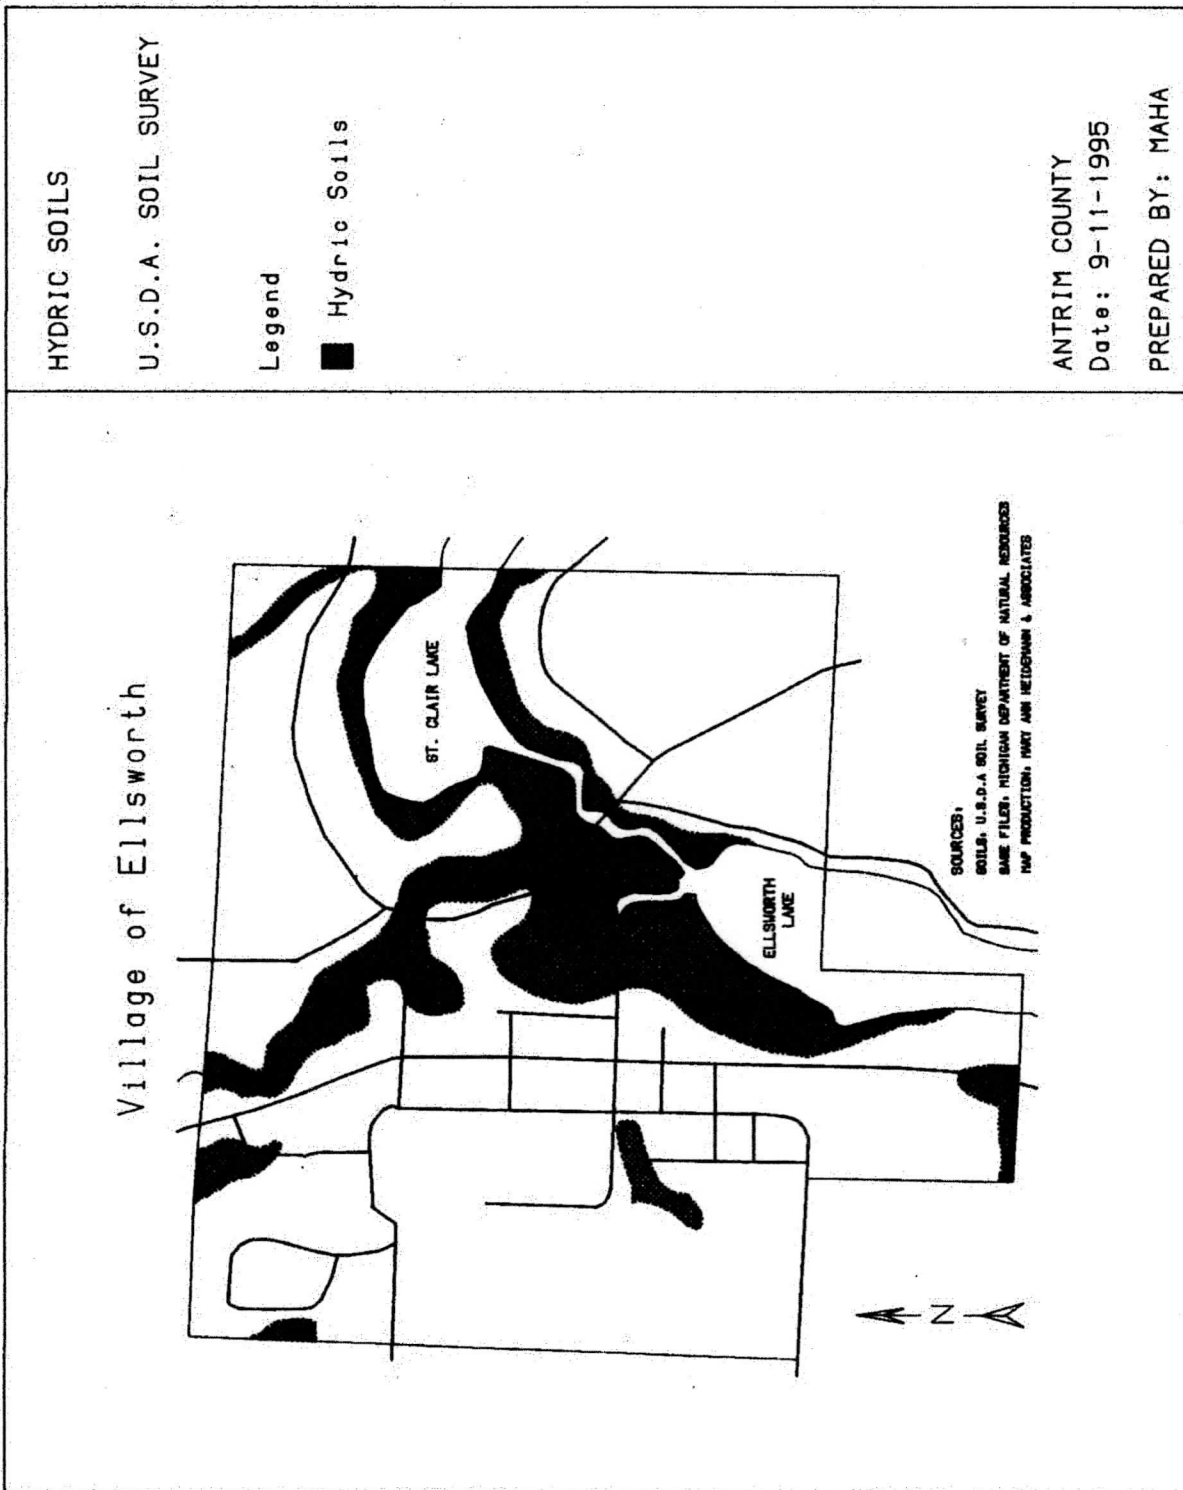 Village of Ellsworth
ST. CLAIR LAKE
ELLSWORTH
LAKE
N
SOURCES:
SOILS: U.S.D.A SOIL SURVEY
BASE FILES: MICHIGAN DEPARTMENT OF NATURAL RESOURCES
MAP PRODUCTION: MARY ANN HEIDEMANN & ASSOCIATES
HYDRIC SOILS
U.S.D.A. SOIL SURVEY
Legend
Hydric Soils
ANTRIM COUNTY
Date: 9-11-1995
PREPARED BY: MAHA